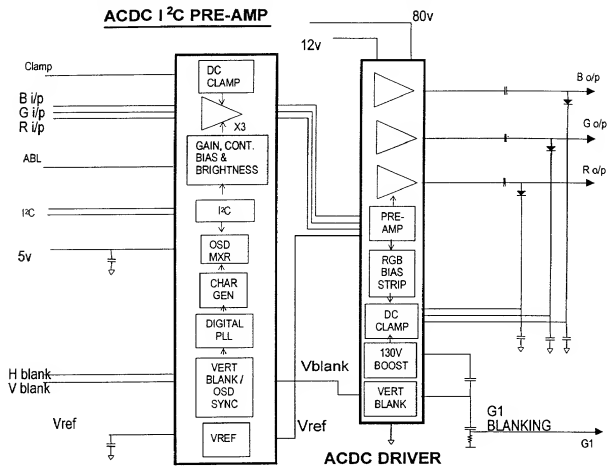 ACDC I²C PRE-AMP
80v
12v
Clamp
B i/p
G i/p
R i/p
ABL
I²C
5v
H blank
V blank
Vref
DC
CLAMP
X3
GAIN, CONT.
BIAS &
BRIGHTNESS
I²C
OSD
MXR
CHAR
GEN
DIGITAL
PLL
VERT
BLANK /
OSD
SYNC
VREF
Vblank
Vref
PRE-
AMP
RGB
BIAS
STRIP
DC
CLAMP
130V
BOOST
VERT
BLANK
ACDC DRIVER
B o/p
G o/p
R o/p
G1
BLANKING
G1